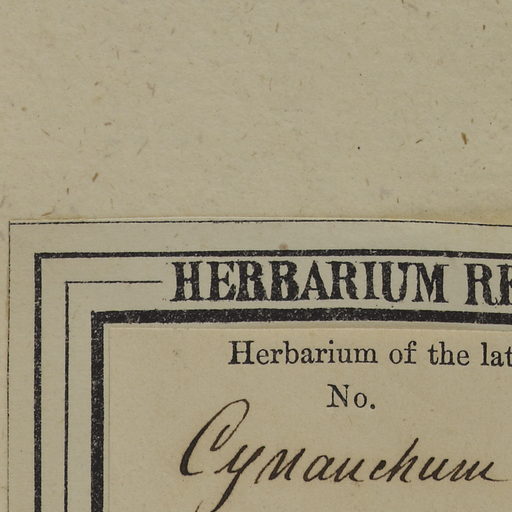 HERBARIUM
Herbarium of the
No.
Cynanchum